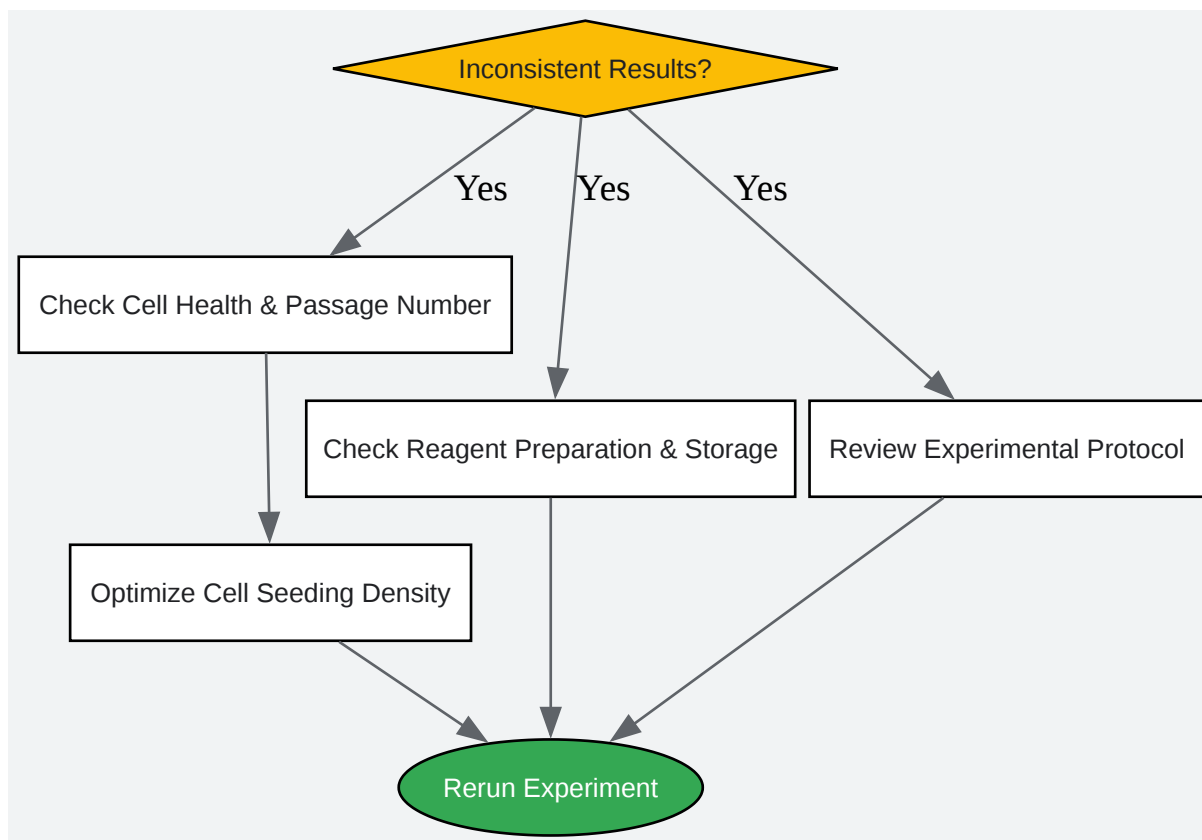 Inconsistent Results?
Yes
Yes
Yes
Check Cell Health & Passage Number
Check Reagent Preparation & Storage
Review Experimental Protocol
Optimize Cell Seeding Density
Rerun Experiment